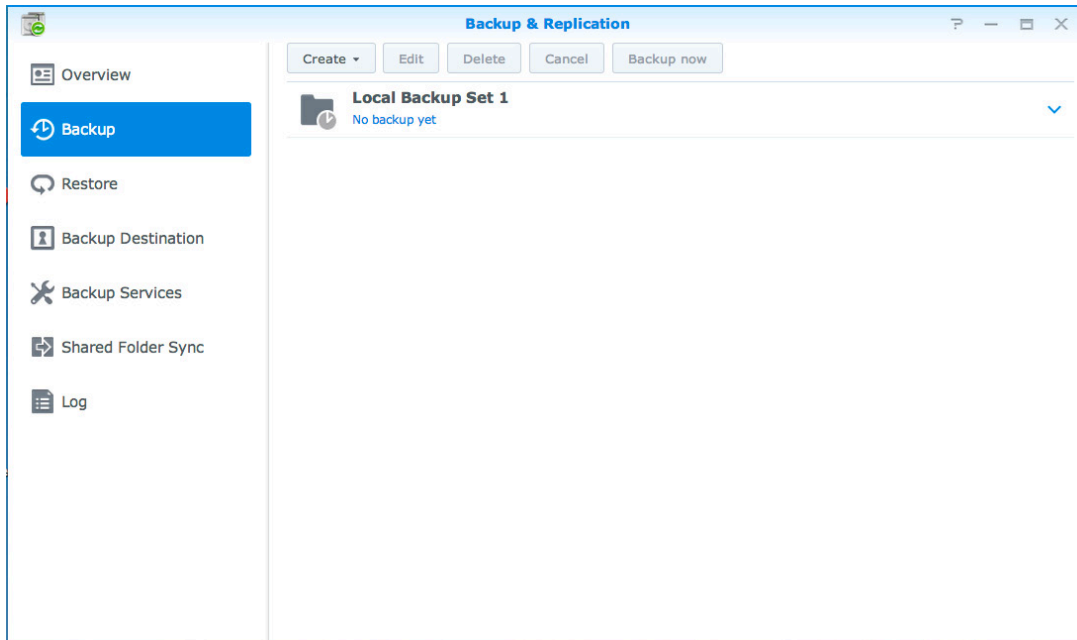 Backup & Replication
Overview
Backup
Restore
Backup Destination
Backup Services
Shared Folder Sync
Log
Create Edit Delete Cancel Backup now
Local Backup Set 1
No backup yet